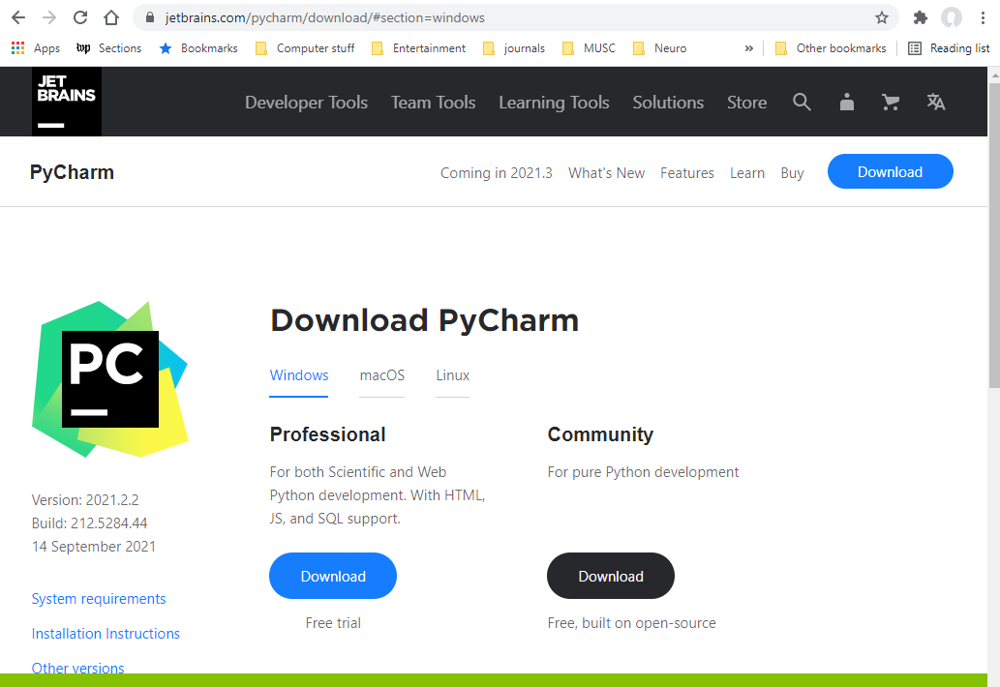 jetbrains.com/pycharm/download/#section=windows
Apps wp Sections Bookmarks Computer stuff Entertainment journals MUSC Neuro » Other bookmarks Reading list
JET
BRAINS
Developer Tools Team Tools Learning Tools Solutions Store
PyCharm Coming in 2021.3 What's New Features Learn Buy Download
PC
Download PyCharm
Windows macOS Linux
Professional
For both Scientific and Web
Python development. With HTML,
JS, and SQL support.
Download
Free trial
Community
For pure Python development
Download
Free, built on open-source
Version: 2021.2.2
Build: 212.5284.44
14 September 2021
System requirements
Installation Instructions
Other versions